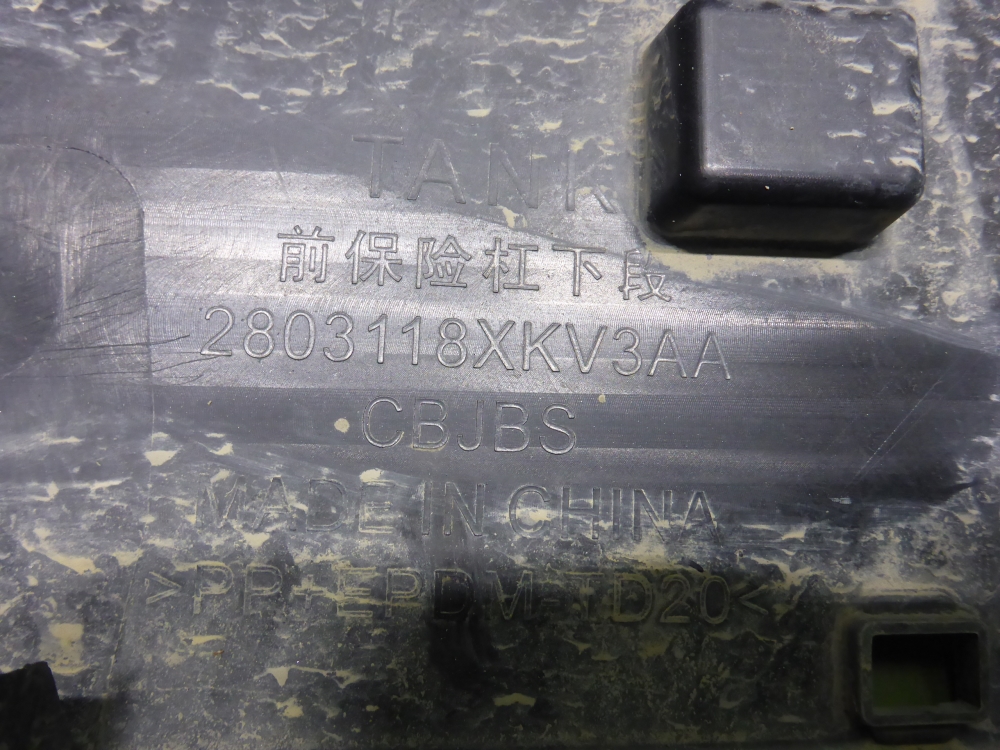 TANK
前保险杠下段
2803118XKV3AA
CBJBS
MADE IN CHINA
>PP+EPDM-TD20<